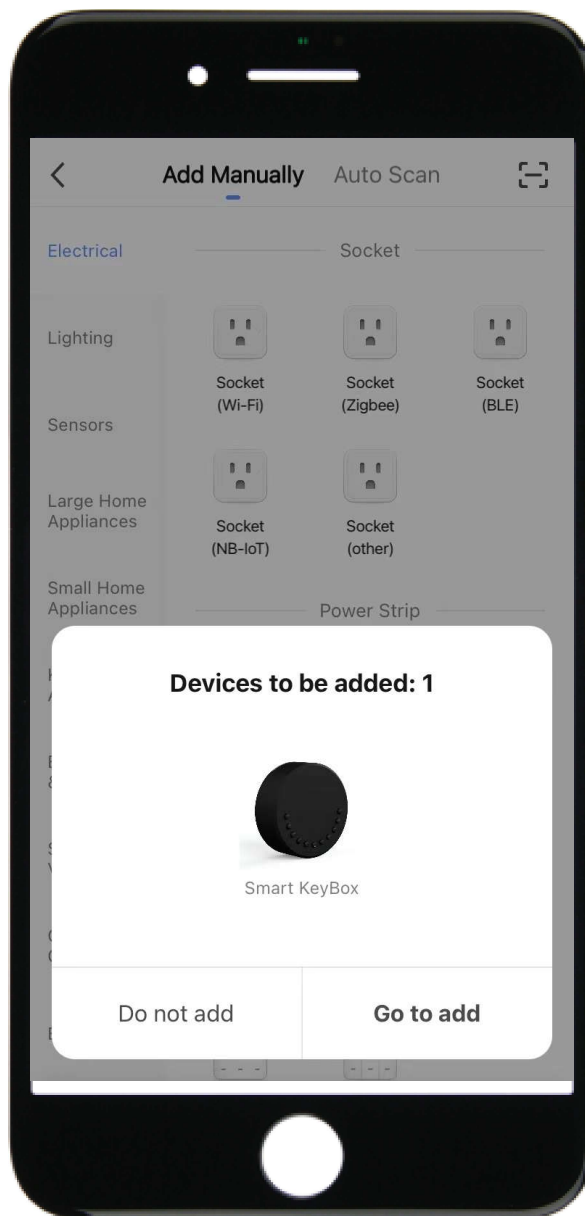 Add Manually Auto Scan
Electrical
Socket
Lighting
Socket
(Wi-Fi)
Socket
(Zigbee)
Socket
(BLE)
Sensors
Large Home
Appliances
Socket
(NB-IoT)
Socket
(other)
Small Home
Appliances
Power Strip
Devices to be added: 1
Smart KeyBox
Do not add
Go to add